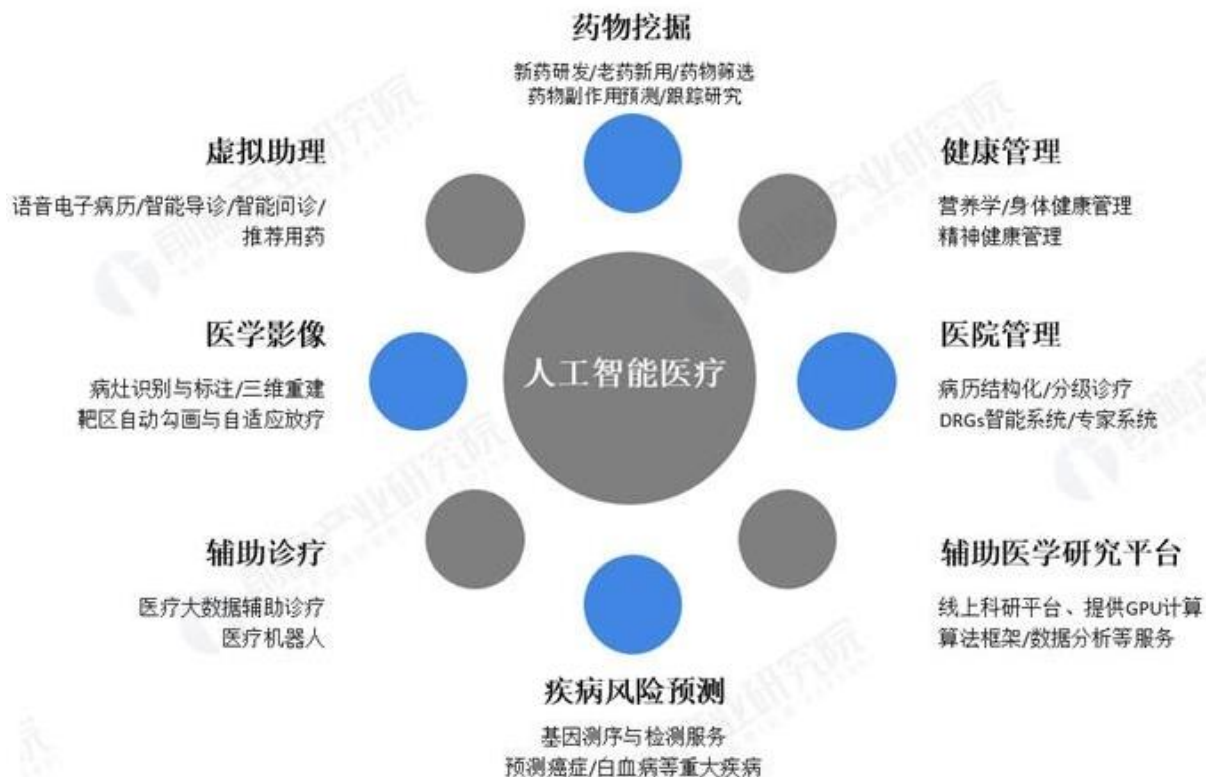 药物挖掘
新药研发/老药新用/药物筛选
药物副作用预测/跟踪研究
虚拟助理
语音电子病历/智能导诊/智能问诊/
推荐用药
健康管理
营养学/身体健康管理
精神健康管理
医学影像
病灶识别与标注/三维重建
靶区自动勾画与自适应放疗
人工智能医疗
医院管理
病历结构化/分级诊疗
DRGs智能系统/专家系统
辅助诊疗
医疗大数据辅助诊疗
医疗机器人
辅助医学研究平台
线上科研平台、提供GPU计算
算法框架/数据分析等服务
疾病风险预测
基因测序与检测服务
预测癌症/白血病等重大疾病